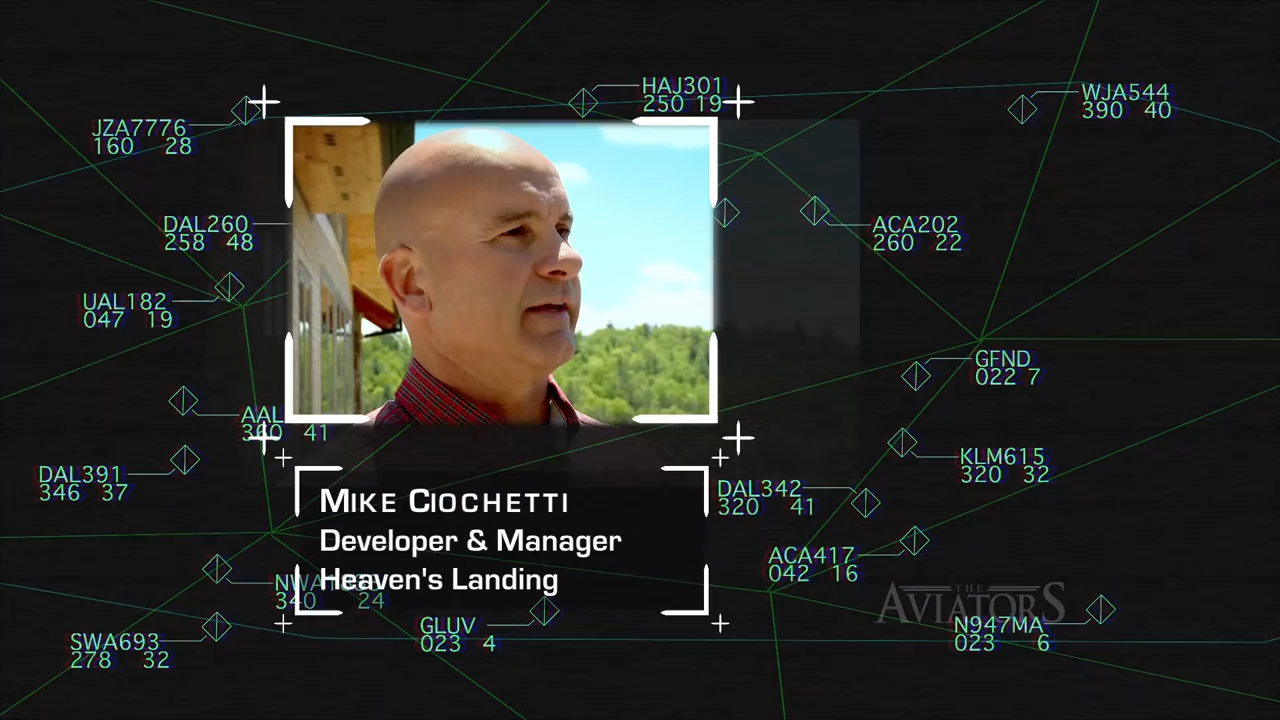 HAJ301
250 19
WJA544
390 40
JZA7776
160 28
DAL260
258 48
ACA202
260 22
UAL182
047 19
GFND
022 7
AAL
360 41
DAL391
346 37
KLM615
320 32
DAL342
320 41
MIKE CIOCHETTI
Developer & Manager
Heaven's Landing
ACA417
042 16
340 24
THE
AVIATORS
GLUV
023 4
N947MA
023 6
SWA693
278 32